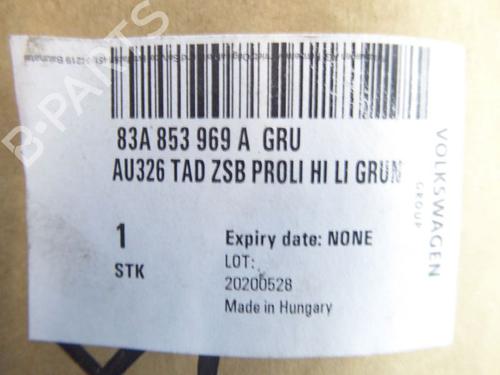 83A 853 969 A GRU
AU326 TAD ZSB PROLI HI LI GRUN
1
STK
Expiry date: NONE
LOT:
20200528
Made in Hungary
VOLKSWAGEN
GROUP
B-PARTS